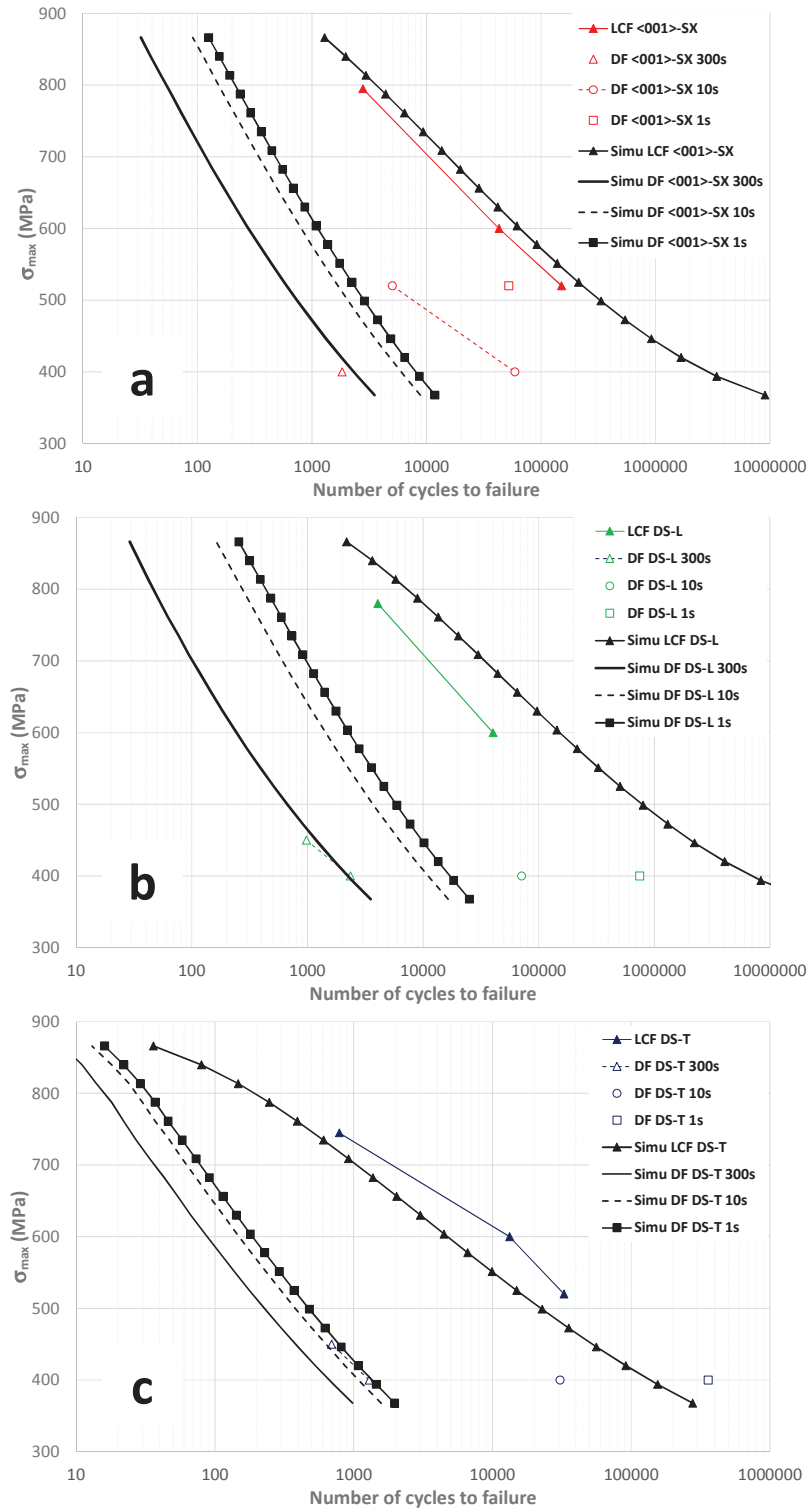 900
800
700
600
500
400
300
σmax (MPa)
10
100
1000
10000
100000
1000000
10000000
Number of cycles to failure
a
LCF <001>-SX
DF <001>-SX 300s
DF <001>-SX 10s
DF <001>-SX 1s
Simu LCF <001>-SX
Simu DF <001>-SX 300s
Simu DF <001>-SX 10s
Simu DF <001>-SX 1s
900
800
700
600
500
400
300
σmax (MPa)
10
100
1000
10000
100000
1000000
10000000
Number of cycles to failure
b
LCF DS-L
DF DS-L 300s
DF DS-L 10s
DF DS-L 1s
Simu LCF DS-L
Simu DF DS-L 300s
Simu DF DS-L 10s
Simu DF DS-L 1s
900
800
700
600
500
400
300
σmax (MPa)
10
100
1000
10000
100000
1000000
Number of cycles to failure
c
LCF DS-T
DF DS-T 300s
DF DS-T 10s
DF DS-T 1s
Simu LCF DS-T
Simu DF DS-T 300s
Simu DF DS-T 10s
Simu DF DS-T 1s